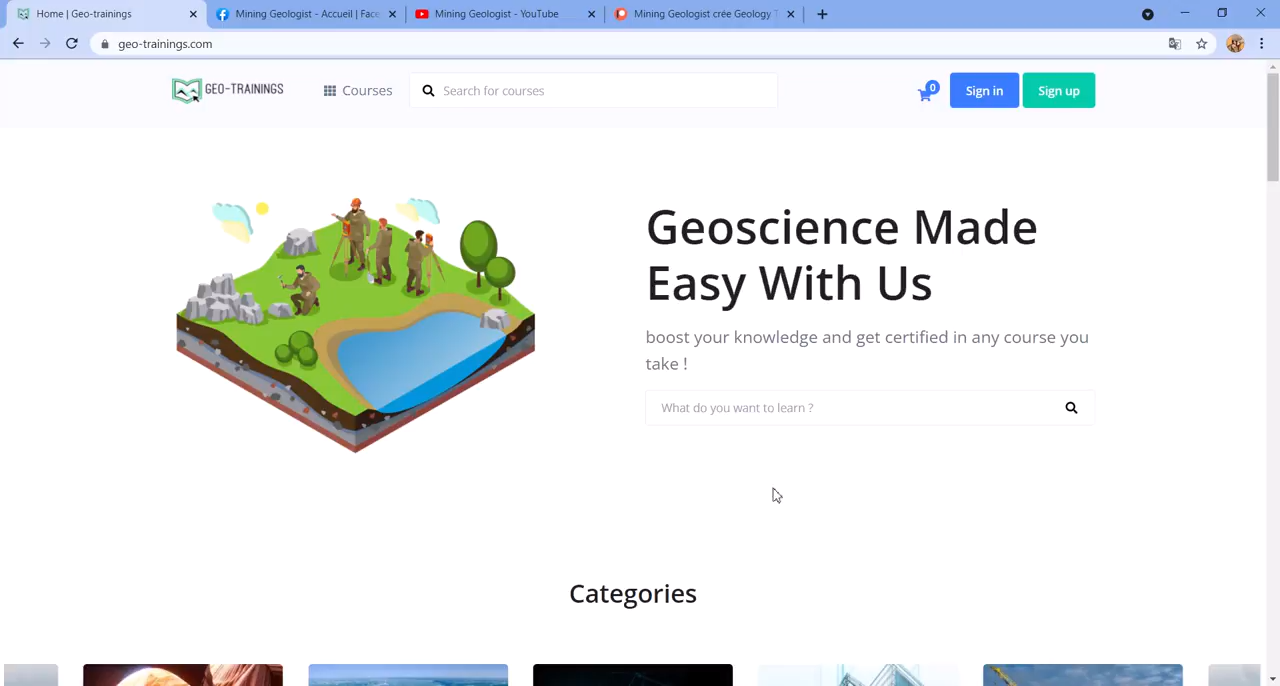 Home | Geo-trainings
Mining Geologist - Accueil | Face
Mining Geologist - YouTube
Mining Geologist crée Geology T
geo-trainings.com
GEO-TRAININGS
Courses
Search for courses
0
Sign in
Sign up
Geoscience Made
Easy With Us
boost your knowledge and get certified in any course you
take !
What do you want to learn ?
Categories